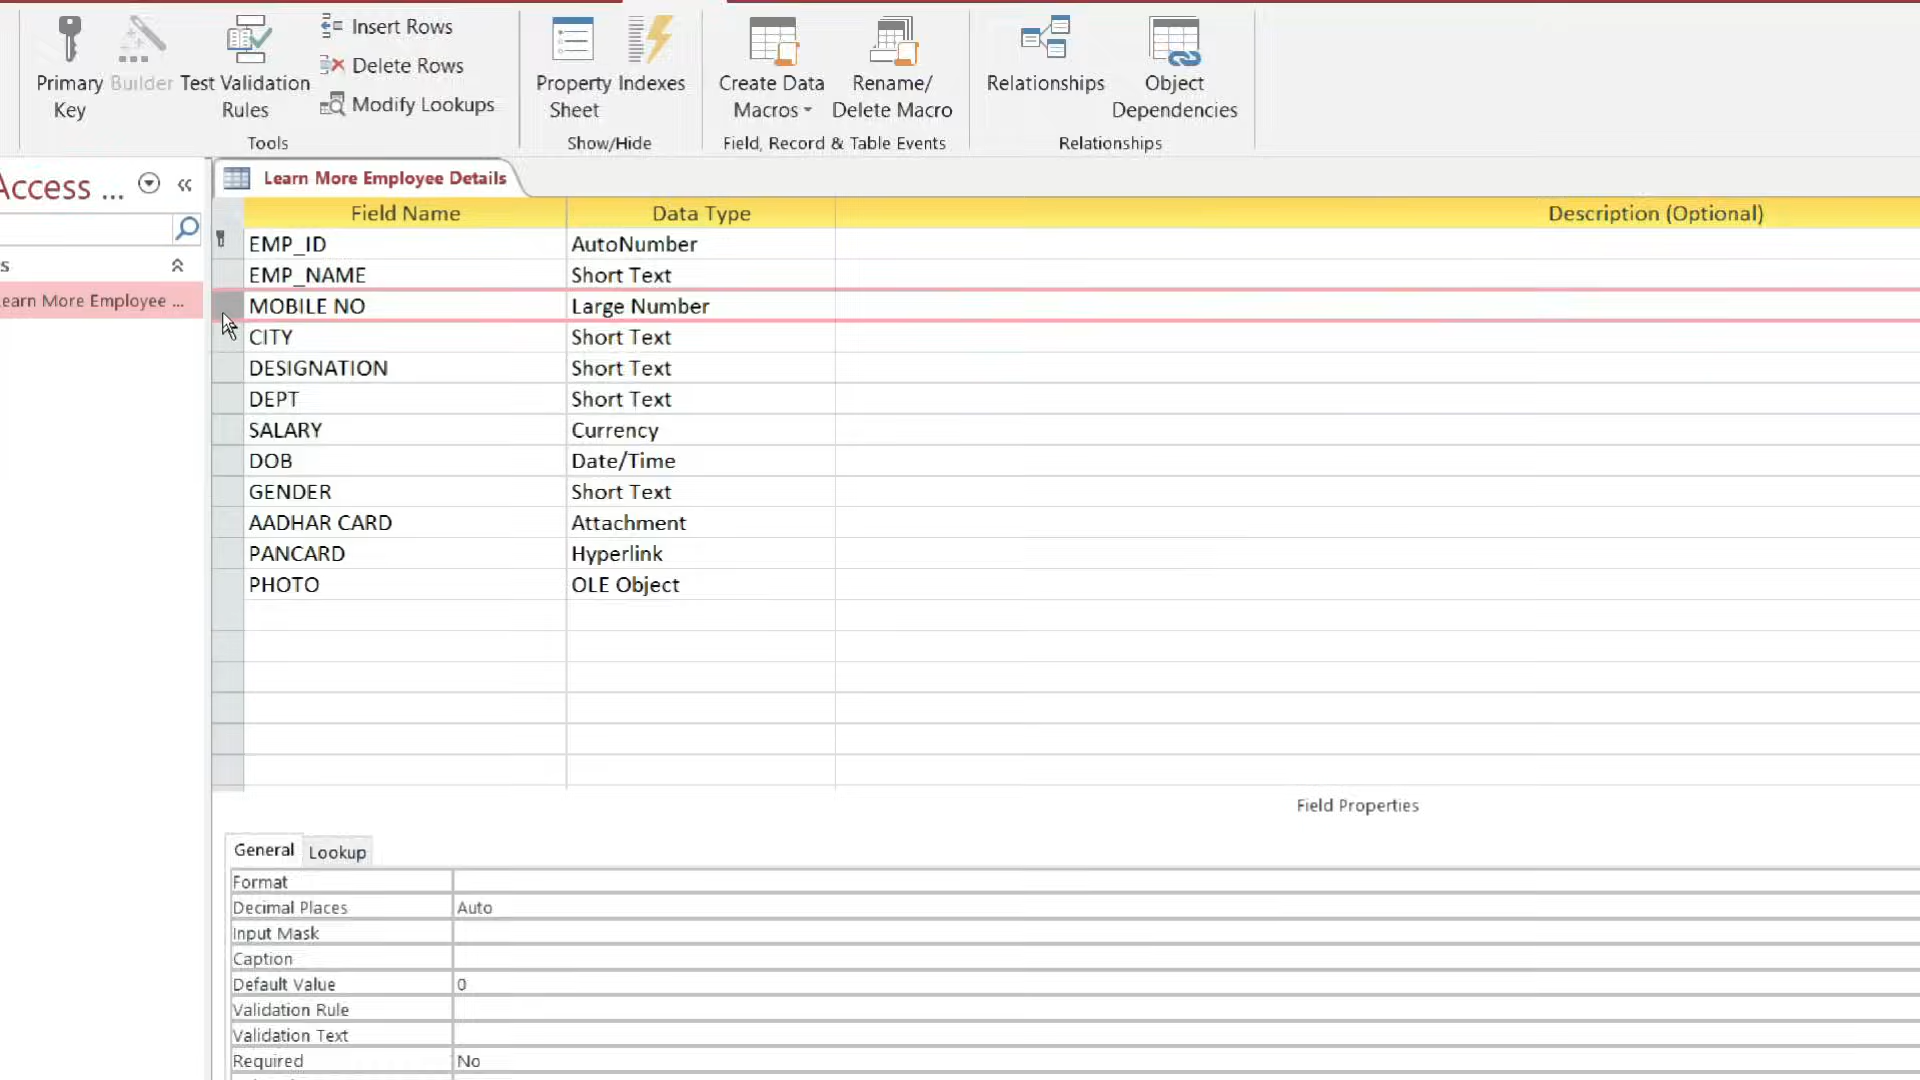 Insert Rows
Delete Rows
Modify Lookups
Primary Key
Builder
Test Validation Rules
Tools
Property Sheet
Indexes
Show/Hide
Create Data Macros
Rename/ Delete Macro
Field, Record & Table Events
Relationships
Object Dependencies
Relationships
Access ...
s
earn More Employee ...
Learn More Employee Details
Field Name Data Type Description (Optional)
EMP_ID AutoNumber
EMP_NAME Short Text
MOBILE NO Large Number
CITY Short Text
DESIGNATION Short Text
DEPT Short Text
SALARY Currency
DOB Date/Time
GENDER Short Text
AADHAR CARD Attachment
PANCARD Hyperlink
PHOTO OLE Object
Field Properties
General Lookup
Format
Decimal Places Auto
Input Mask
Caption
Default Value 0
Validation Rule
Validation Text
Required No